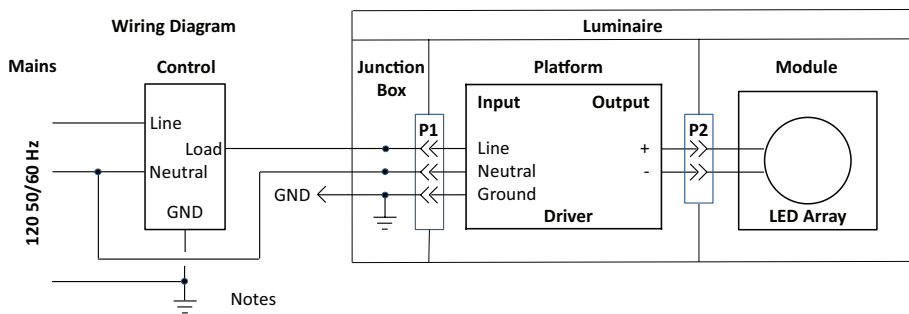 Wiring Diagram
Luminaire
Mains
Control
Junction
Box
Platform
Module
Input
Output
P1
P2
Line
Load
Neutral
GND
120 50/60 Hz
GND
Line
Neutral
Ground
+
-
Driver
LED Array
Notes